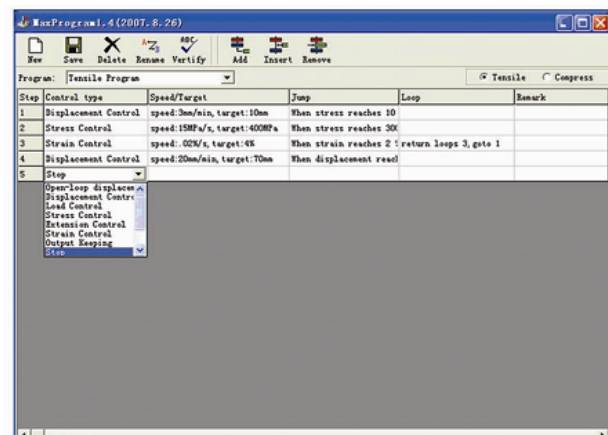 MaxProgram1.4(2007.8.26)
New Save Delete Rename Vertify Add Insert Remove
Program: Tensile Program Tensile Compress
Step Control type Speed/Target Jump Loop Remark
1 Displacement Control speed:3mm/min, target:10mm When stress reaches 10
2 Stress Control speed:15MPa/s, target:400MPa When stress reaches 300
3 Strain Control speed:.02%/s, target:4% When strain reaches 2 % return loops 3, goto 1
4 Displacement Control speed:20mm/min, target:70mm When displacement reach
5 Stop
Open-loop displacem
Displacement Contro
Load Control
Stress Control
Extension Control
Strain Control
Output Keeping
Stop